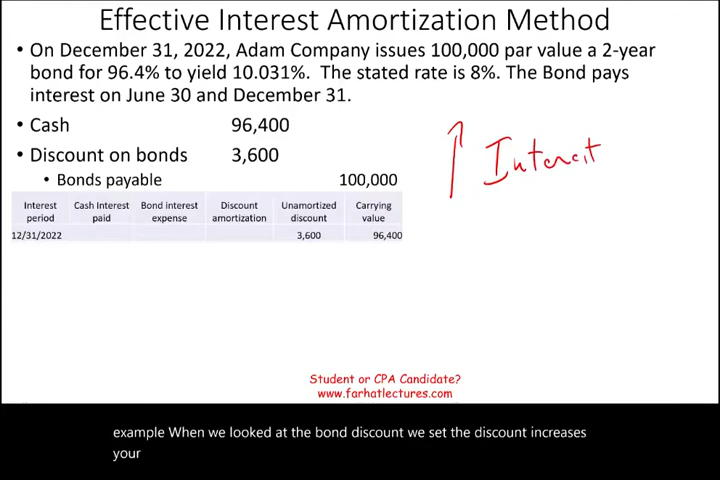 Effective Interest Amortization Method
• On December 31, 2022, Adam Company issues 100,000 par value a 2-year
bond for 96.4% to yield 10.031%. The stated rate is 8%. The Bond pays
interest on June 30 and December 31.
• Cash 96,400
• Discount on bonds 3,600
• Bonds payable 100,000
Interest Cash Interest Bond interest Discount Unamortized Carrying
period paid expense amortization discount value
12/31/2022 3,600 96,400
Interest
Student or CPA Candidate?
www.farhatlectures.com
example When we looked at the bond discount we set the discount increases
your